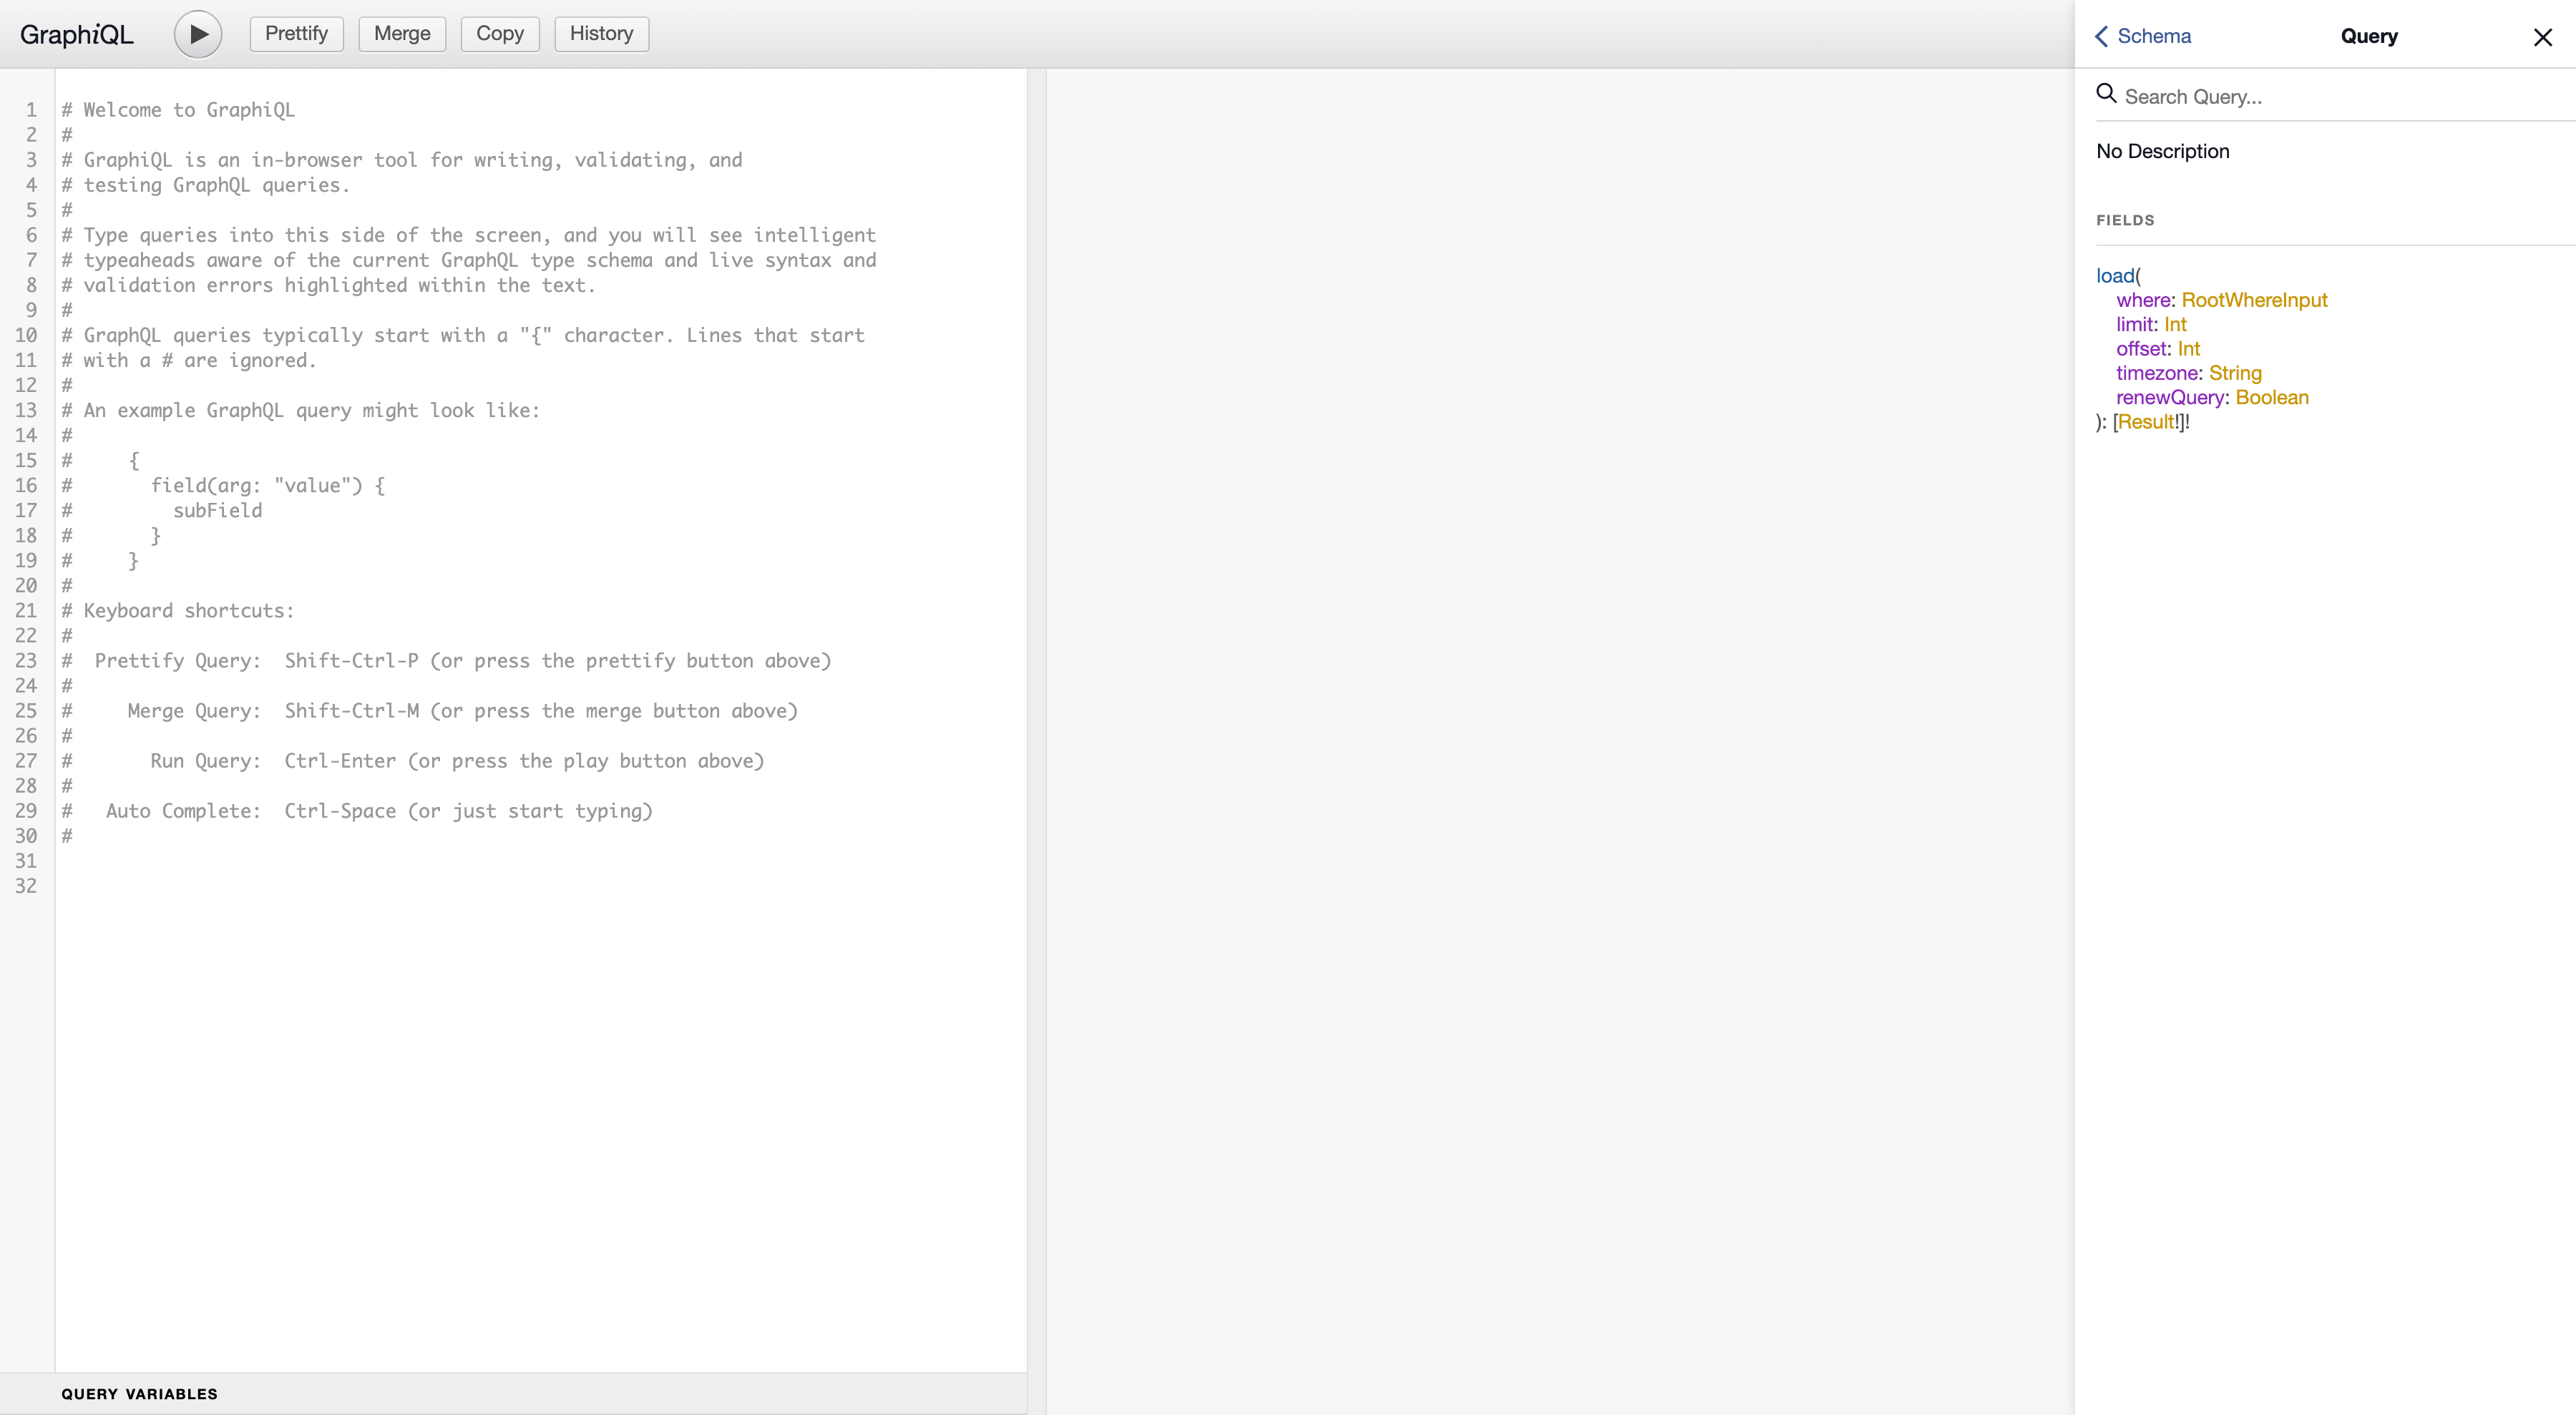 GraphiQL
Prettify
Merge
Copy
History
1 # Welcome to GraphiQL
2 #
3 # GraphiQL is an in-browser tool for writing, validating, and
4 # testing GraphQL queries.
5 #
6 # Type queries into this side of the screen, and you will see intelligent
7 # typeaheads aware of the current GraphQL type schema and live syntax and
8 # validation errors highlighted within the text.
9 #
10 # GraphQL queries typically start with a "{" character. Lines that start
11 # with a # are ignored.
12 #
13 # An example GraphQL query might look like:
14 #
15 #     {
16 #       field(arg: "value") {
17 #         subField
18 #       }
19 #     }
20 #
21 # Keyboard shortcuts:
22 #
23 #  Prettify Query:  Shift-Ctrl-P (or press the prettify button above)
24 #
25 #     Merge Query:  Shift-Ctrl-M (or press the merge button above)
26 #
27 #       Run Query:  Ctrl-Enter (or press the play button above)
28 #
29 #   Auto Complete:  Ctrl-Space (or just start typing)
30 #
31
32
QUERY VARIABLES
Schema
Query
Search Query...
No Description
FIELDS
load(
where: RootWhereInput
limit: Int
offset: Int
timezone: String
renewQuery: Boolean
): [Result!]!